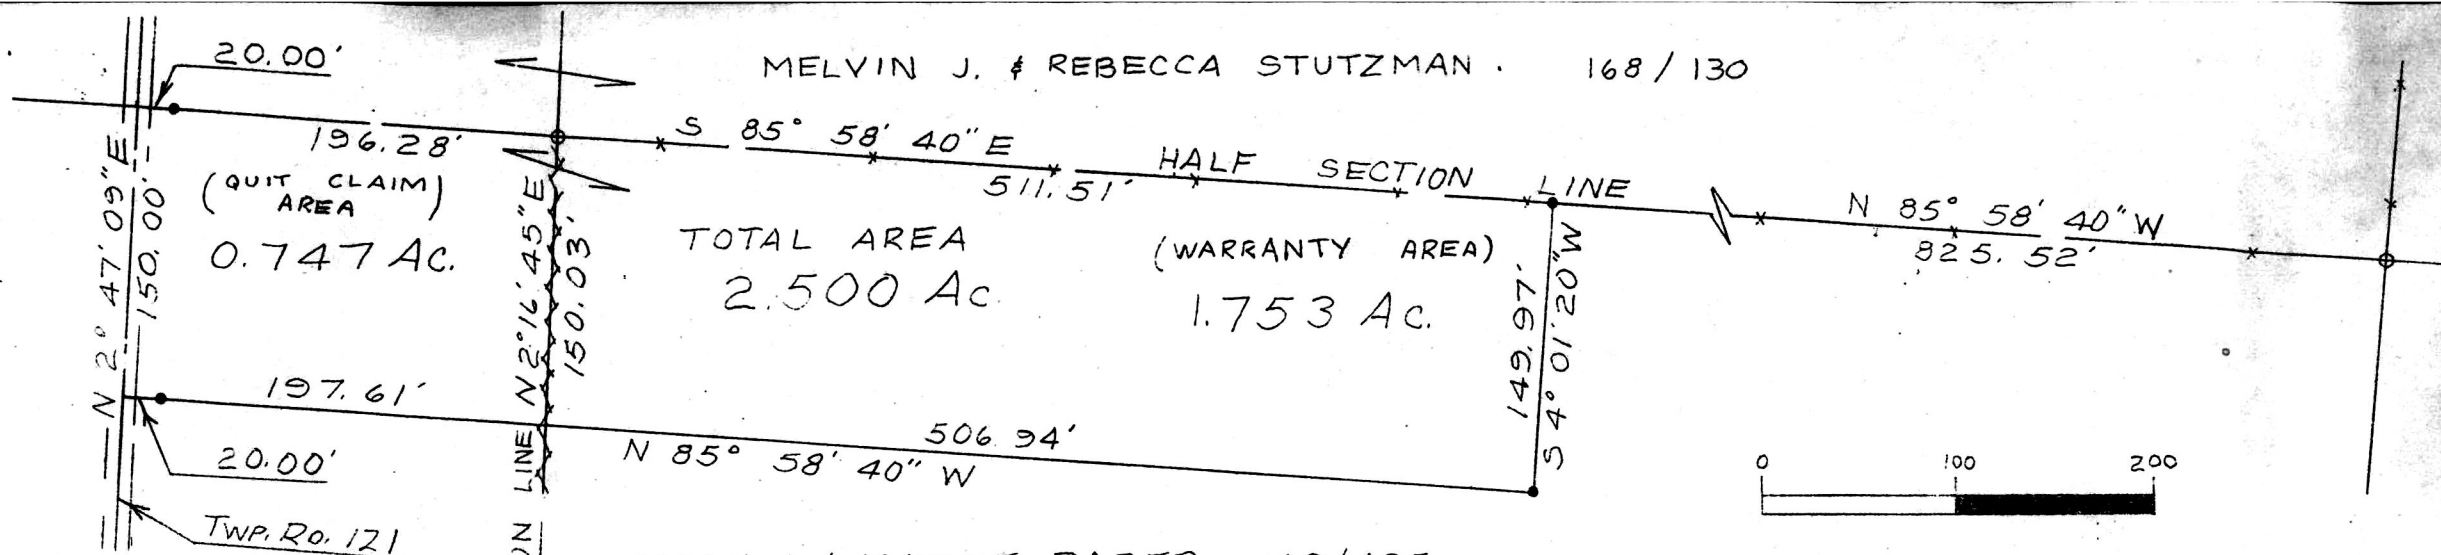 20.00'
MELVIN J. & REBECCA STUTZMAN. 168 / 130
196.28'
S 85° 58' 40" E
511.51'
HALF SECTION LINE
N 85° 58' 40" W
825.52'
(QUIT CLAIM)
AREA
0.747 Ac.
N 2° 47' 09" E
150.00'
N 2° 16' 45" E
150.03'
LINE
TOTAL AREA
2.500 Ac
(WARRANTY AREA)
1.753 Ac.
149.97'
S 4° 01' 20" W
197.61'
506.94'
N 85° 58' 40" W
20.00'
TWP. RD. 121
0 100 200